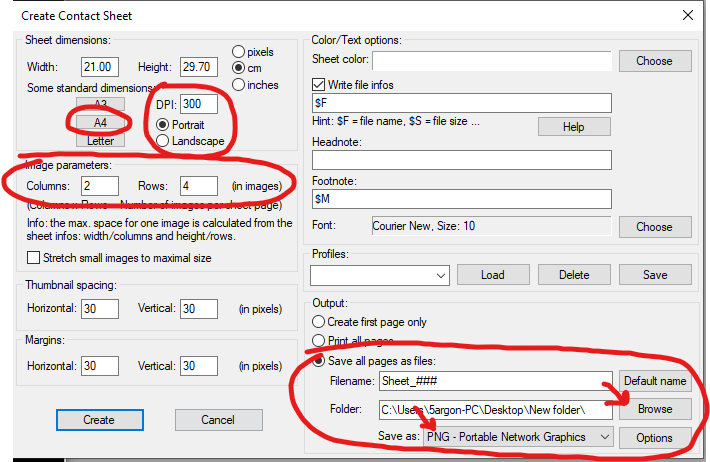 Create Contact Sheet
Sheet dimensions:
Width: 21.00 Height: 29.70
pixels
cm
inches
Some standard dimensions:
A3
A4
Letter
DPI: 300
Portrait
Landscape
Image parameters:
Columns: 2 Rows: 4 (in images)
(Columns x Rows = Number of images per sheet page)
Info: the max. space for one image is calculated from the
sheet infos: width/columns and height/rows.
Stretch small images to maximal size
Thumbnail spacing:
Horizontal: 30 Vertical: 30 (in pixels)
Margins:
Horizontal: 30 Vertical: 30 (in pixels)
Create Cancel
Color/Text options:
Sheet color: Choose
Write file infos
$F
Hint: $F = file name, $S = file size ... Help
Headnote:
Footnote:
$M
Font: Courier New, Size: 10 Choose
Profiles:
Load Delete Save
Output:
Create first page only
Print all pages
Save all pages as files:
Filename: Sheet_### Default name
Folder: C:\Users\5argon-PC\Desktop\New folder\ Browse
Save as: PNG - Portable Network Graphics Options